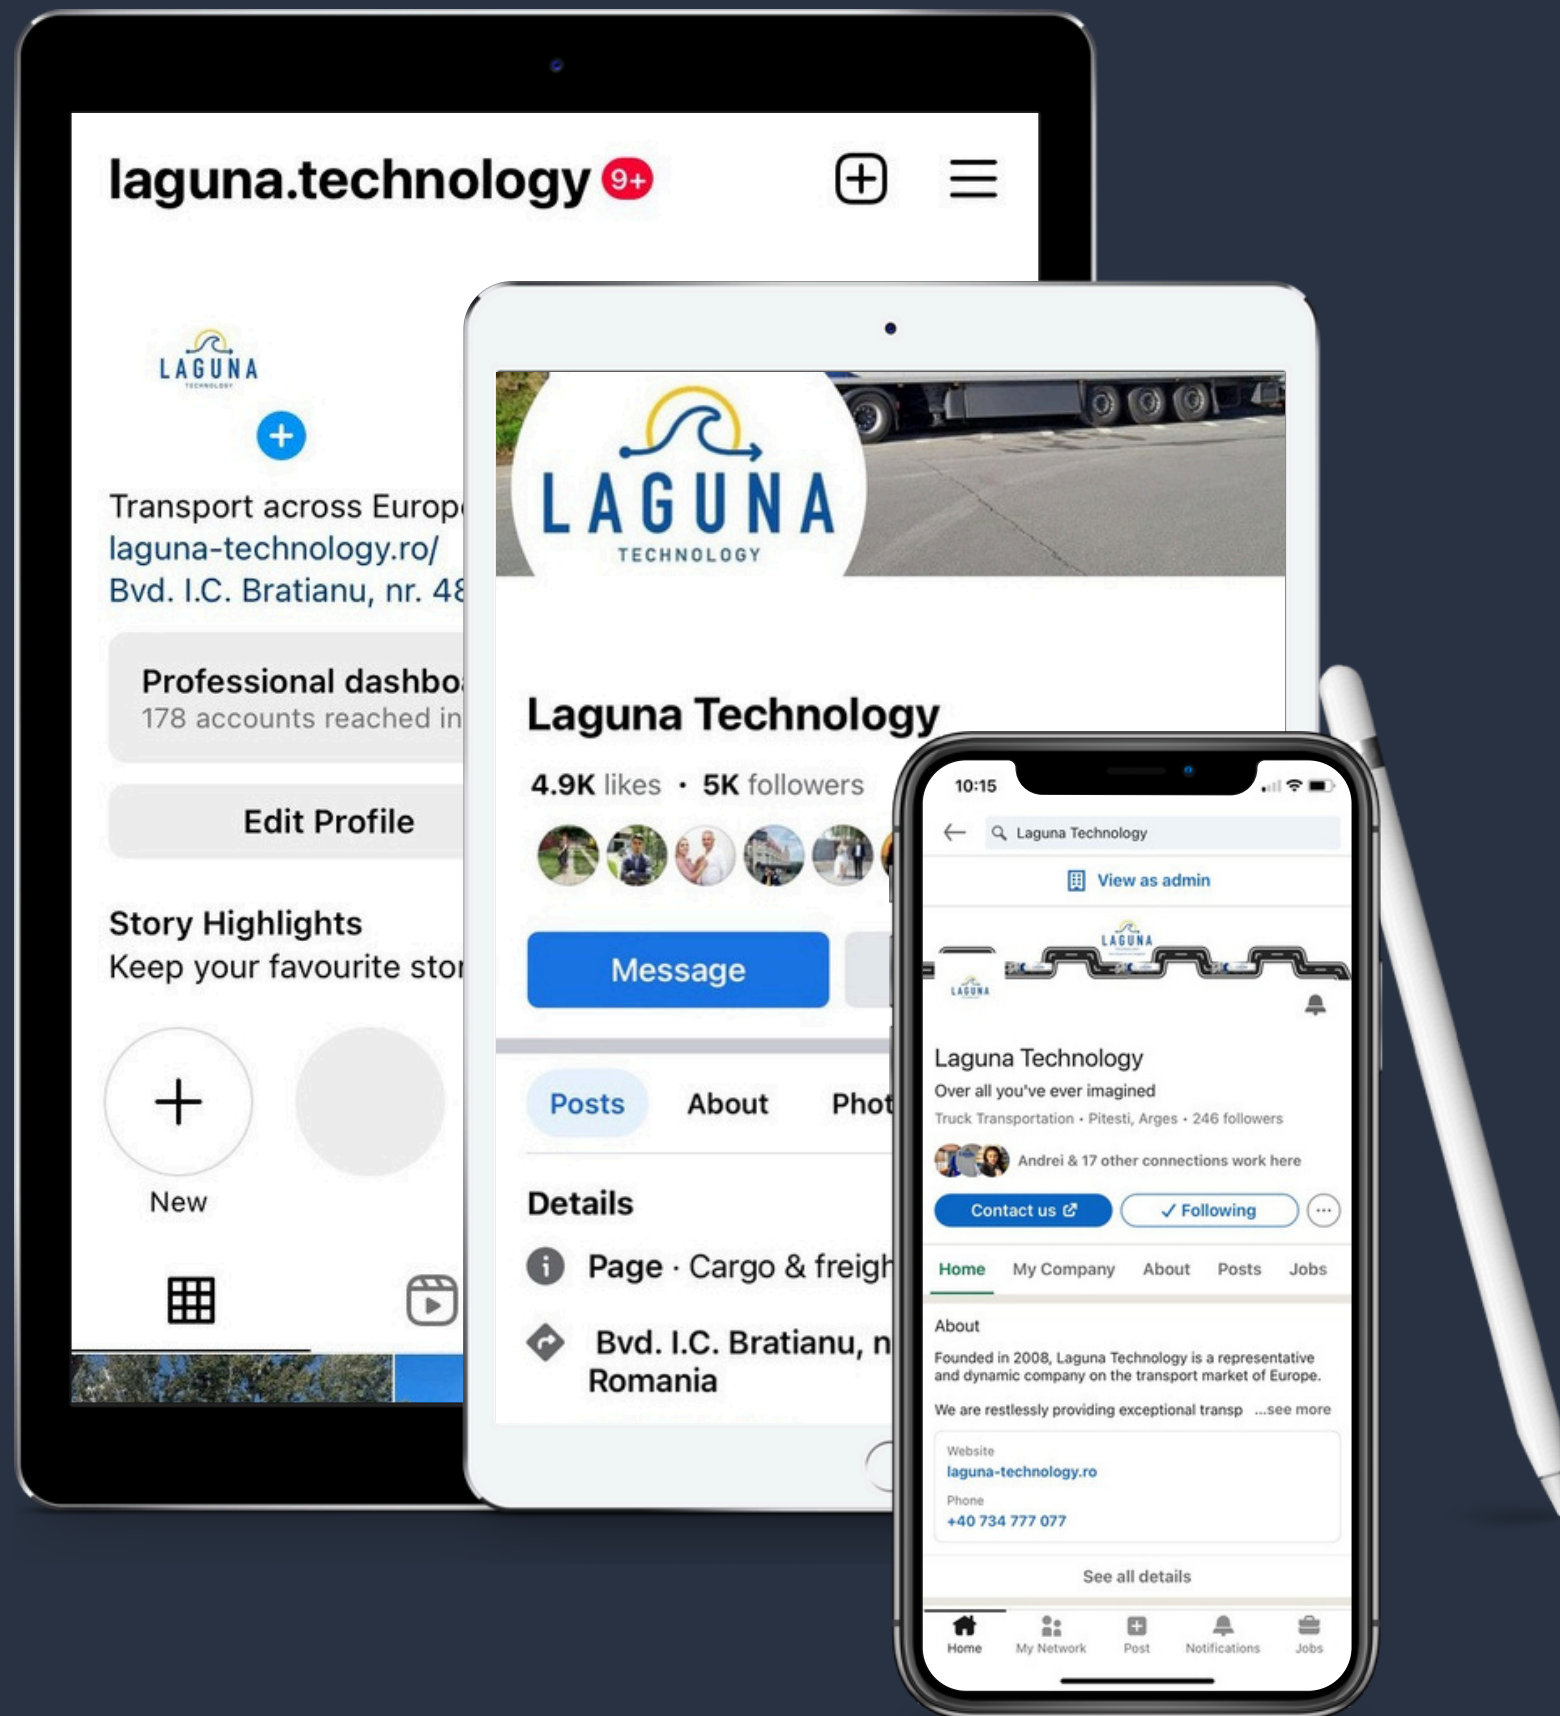 laguna.technology 9+
LAGUNA
TECHNOLOGY
Transport across Europ
laguna-technology.ro/
Bvd. I.C. Bratianu, nr. 48
Professional dashbo
178 accounts reached in
Edit Profile
Story Highlights
Keep your favourite stor
New
LAGUNA
TECHNOLOGY
Laguna Technology
4.9K likes • 5K followers
Message
Posts About Phot
Details
Page · Cargo & freigh
Bvd. I.C. Bratianu, n
Romania
10:15
Laguna Technology
View as admin
LAGUNA
LAGUNA
Laguna Technology
Over all you've ever imagined
Truck Transportation • Pitesti, Arges • 246 followers
Andrei & 17 other connections work here
Contact us Following
Home My Company About Posts Jobs
About
Founded in 2008, Laguna Technology is a representative
and dynamic company on the transport market of Europe.
We are restlessly providing exceptional transp ...see more
Website
laguna-technology.ro
Phone
+40 734 777 077
See all details
Home My Network Post Notifications Jobs